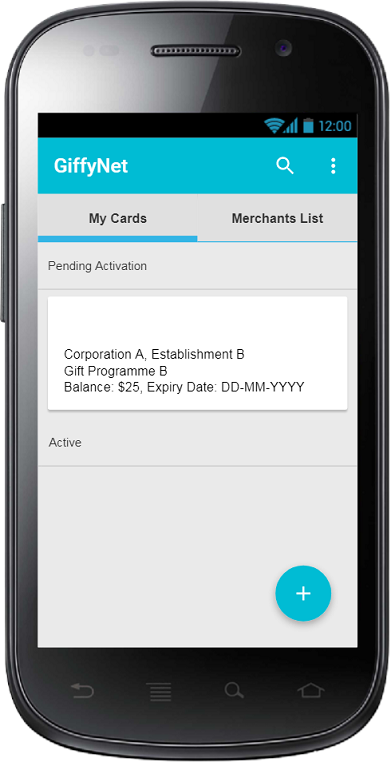 12:00
GiffyNet
My Cards
Merchants List
Pending Activation
Corporation A, Establishment B
Gift Programme B
Balance: $25, Expiry Date: DD-MM-YYYY
Active